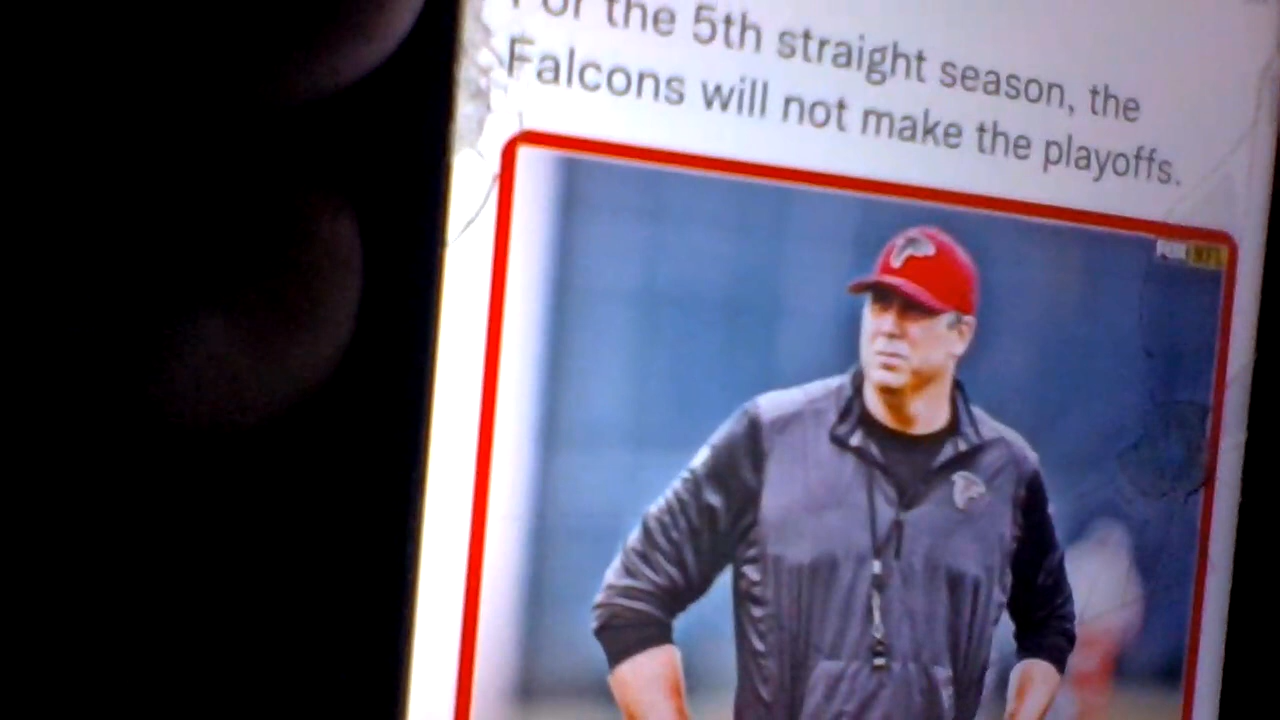 For the 5th straight season, the
Falcons will not make the playoffs.